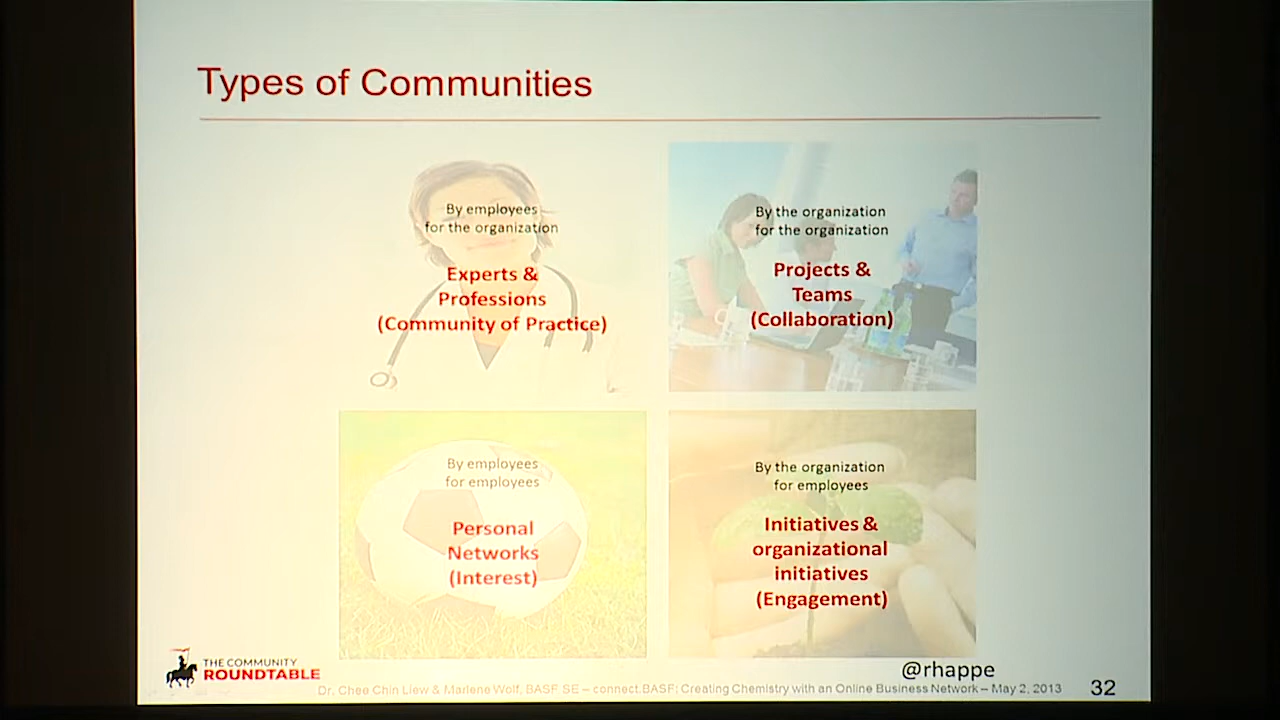 Types of Communities
By employees
for the organization
Experts &
Professions
(Community of Practice)
By the organization
for the organization
Projects &
Teams
(Collaboration)
By employees
for employees
Personal
Networks
(Interest)
By the organization
for employees
Initiatives &
organizational
initiatives
(Engagement)
THE COMMUNITY
ROUNDTABLE
@rhappe
Dr. Chee Chin Liew & Marlene Wolf, BASF SE – connect.BASF: Creating Chemistry with an Online Business Network – May 2, 2013
32